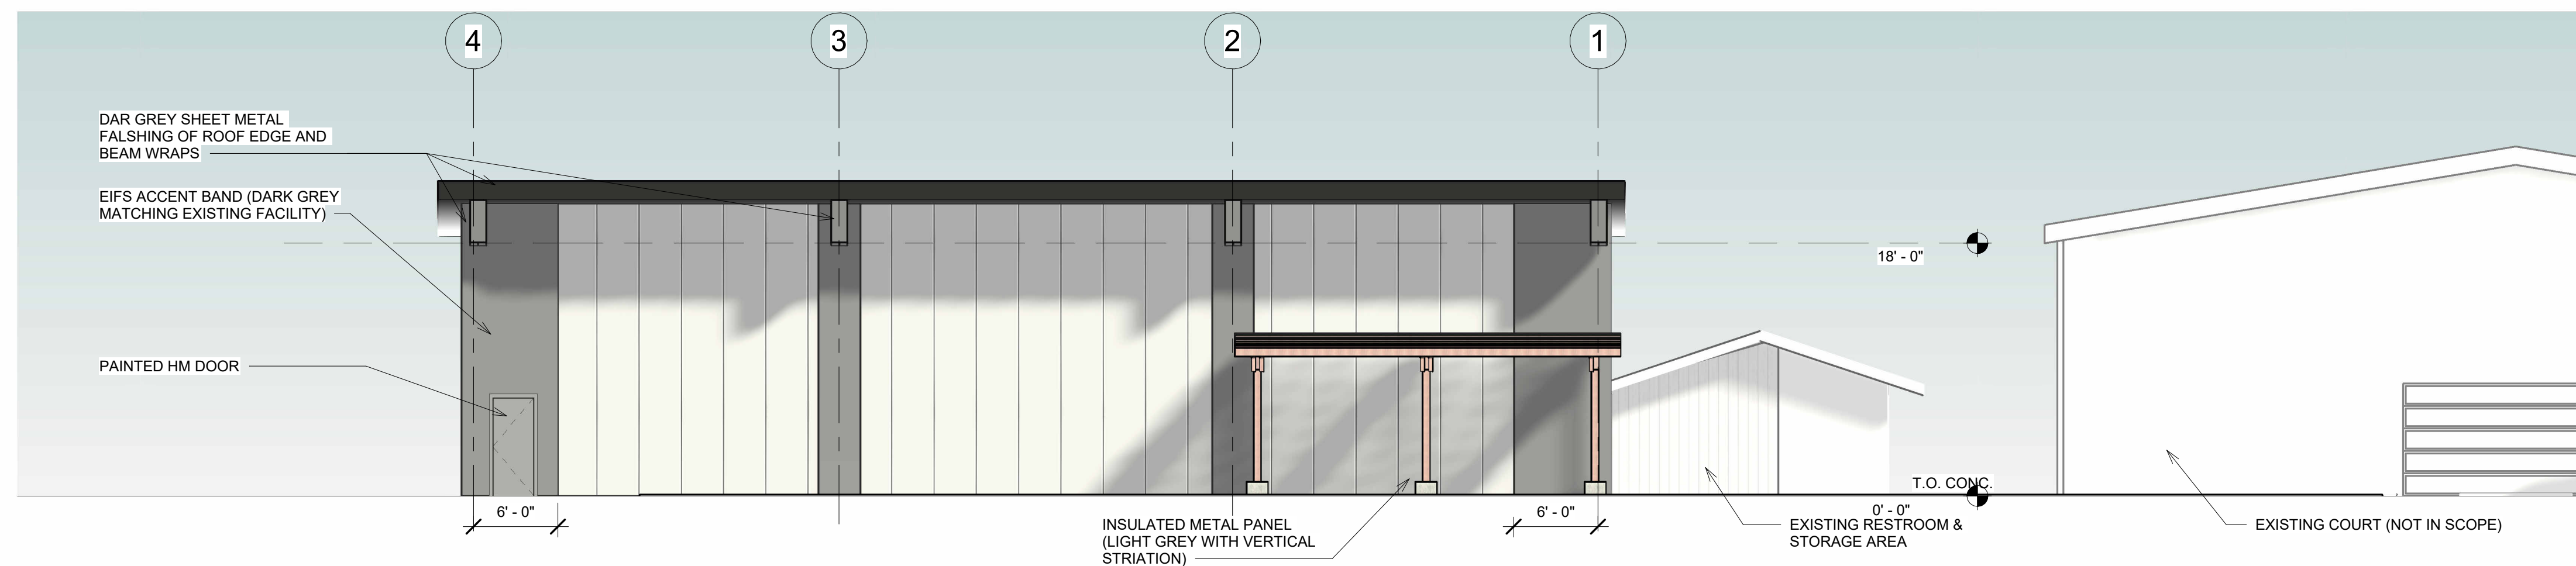 4
3
2
1
DAR GREY SHEET METAL
FALSHING OF ROOF EDGE AND
BEAM WRAPS
EIFS ACCENT BAND (DARK GREY
MATCHING EXISTING FACILITY)
18' - 0"
PAINTED HM DOOR
T.O. CONC.
0' - 0"
6' - 0"
6' - 0"
INSULATED METAL PANEL
(LIGHT GREY WITH VERTICAL
STRIATION)
EXISTING RESTROOM &
STORAGE AREA
EXISTING COURT (NOT IN SCOPE)